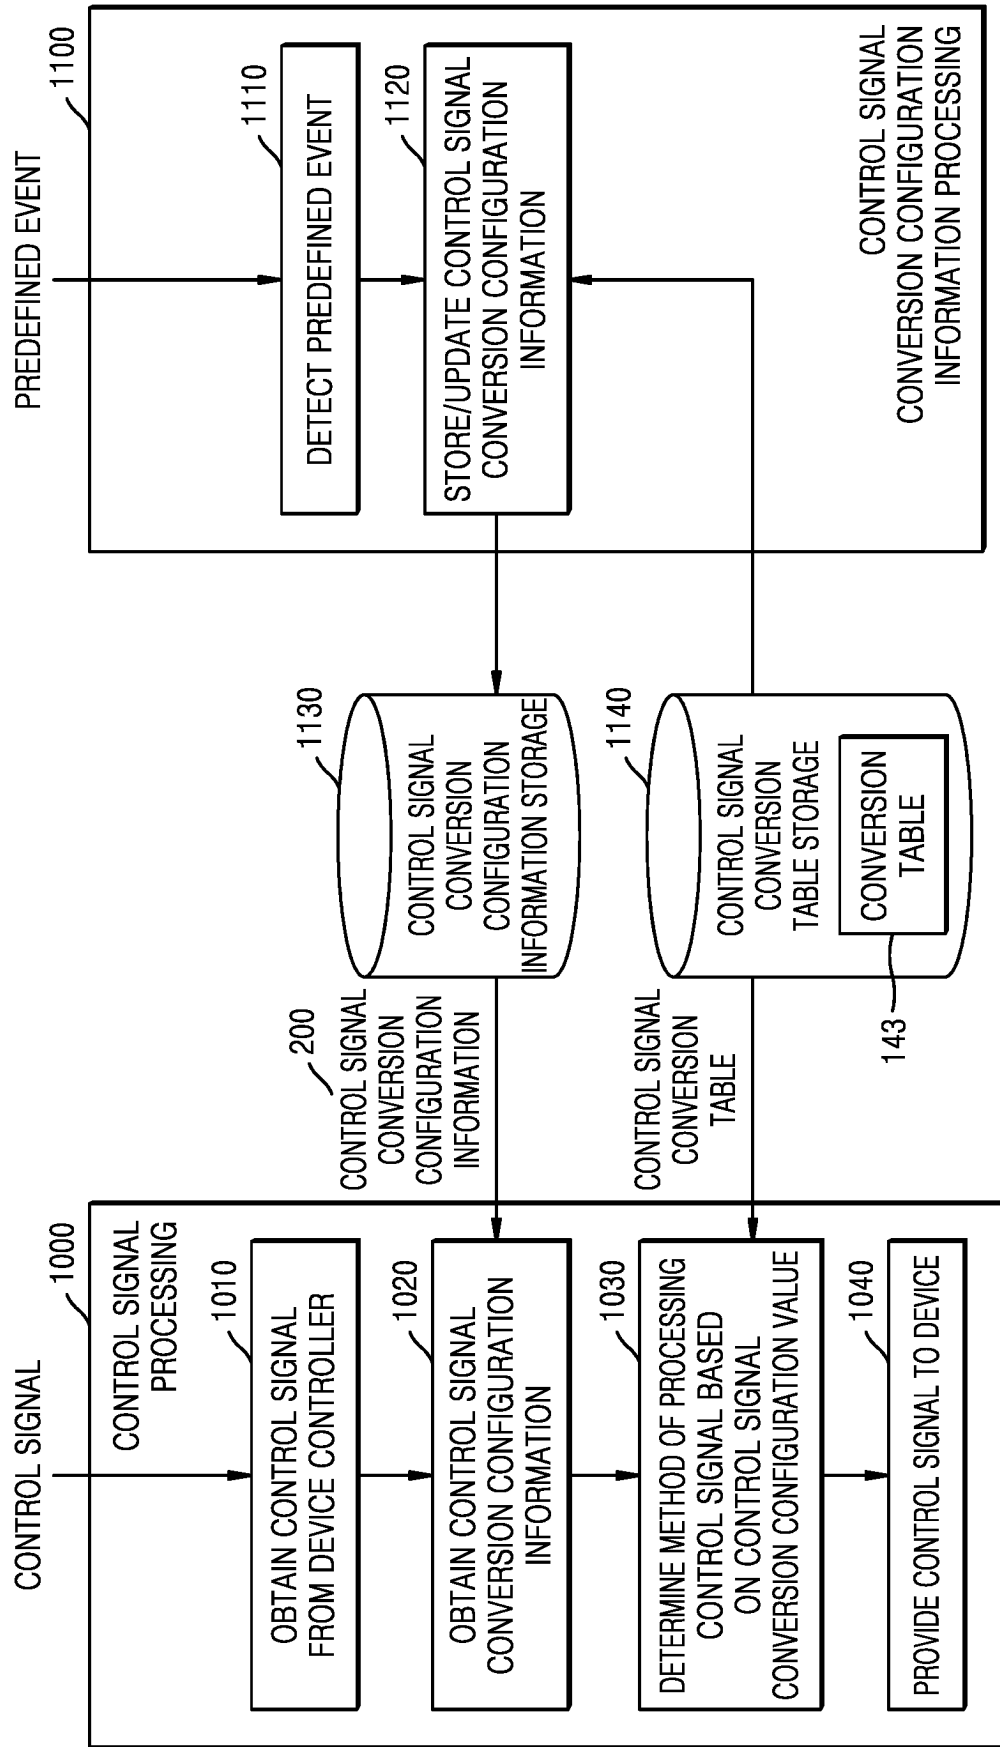 CONTROL SIGNAL
1000
CONTROL SIGNAL
PROCESSING
1010
OBTAIN CONTROL SIGNAL
FROM DEVICE CONTROLLER
1020
OBTAIN CONTROL SIGNAL
CONVERSION CONFIGURATION
INFORMATION
1030
DETERMINE METHOD OF PROCESSING
CONTROL SIGNAL BASED
ON CONTROL SIGNAL
CONVERSION CONFIGURATION VALUE
1040
PROVIDE CONTROL SIGNAL TO DEVICE
200
CONTROL SIGNAL
CONVERSION
CONFIGURATION
INFORMATION
CONTROL SIGNAL
CONVERSION
TABLE
1130
CONTROL SIGNAL
CONVERSION
CONFIGURATION
INFORMATION STORAGE
1140
CONTROL SIGNAL
CONVERSION
TABLE STORAGE
CONVERSION
TABLE
143
PREDEFINED EVENT
1100
1110
DETECT PREDEFINED EVENT
1120
STORE/UPDATE CONTROL SIGNAL
CONVERSION CONFIGURATION
INFORMATION
CONTROL SIGNAL
CONVERSION CONFIGURATION
INFORMATION PROCESSING